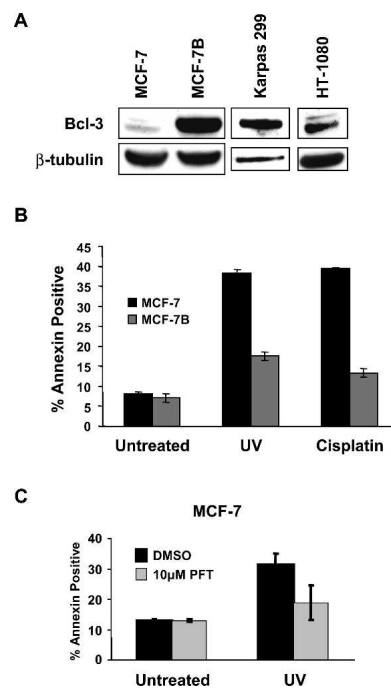 A
MCF-7
MCF-7B
Karpas 299
HT-1080
Bcl-3
β-tubulin
B
45
40
35
30
25
20
15
10
5
0
% Annexin Positive
MCF-7
MCF-7B
Untreated
UV
Cisplatin
C
MCF-7
40
30
20
10
% Annexin Positive
DMSO
10µM PFT
Untreated
UV